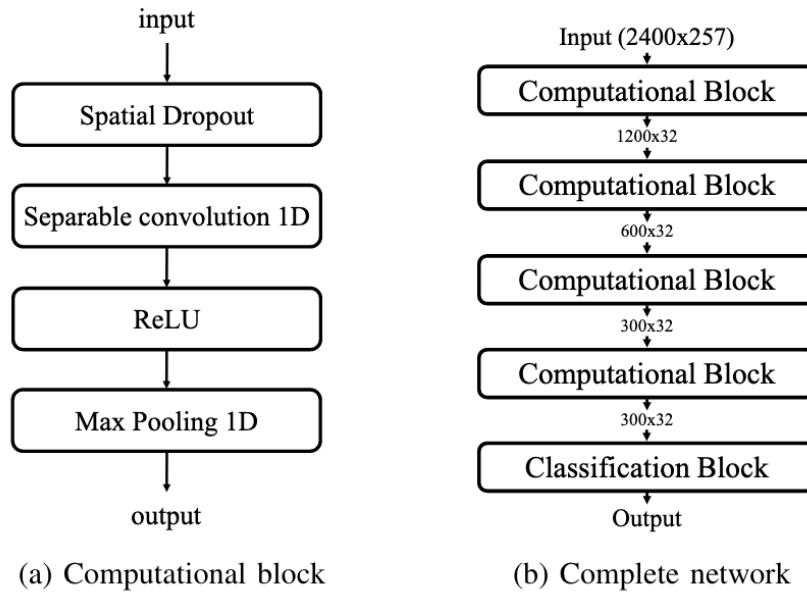 input
Spatial Dropout
Separable convolution 1D
ReLU
Max Pooling 1D
output
(a) Computational block
Input (2400x257)
Computational Block
1200x32
Computational Block
600x32
Computational Block
300x32
Computational Block
300x32
Classification Block
Output
(b) Complete network